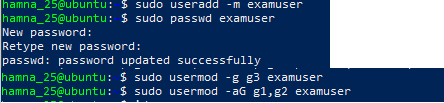 hamna_25@ubuntu: $ sudo useradd -m examuser
hamna_25@ubuntu: $ sudo passwd examuser
New password:
Retype new password:
passwd: password updated successfully
hamna_25@ubuntu: $ sudo usermod -g g3 examuser
hamna_25@ubuntu: $ sudo usermod -aG g1,g2 examuser